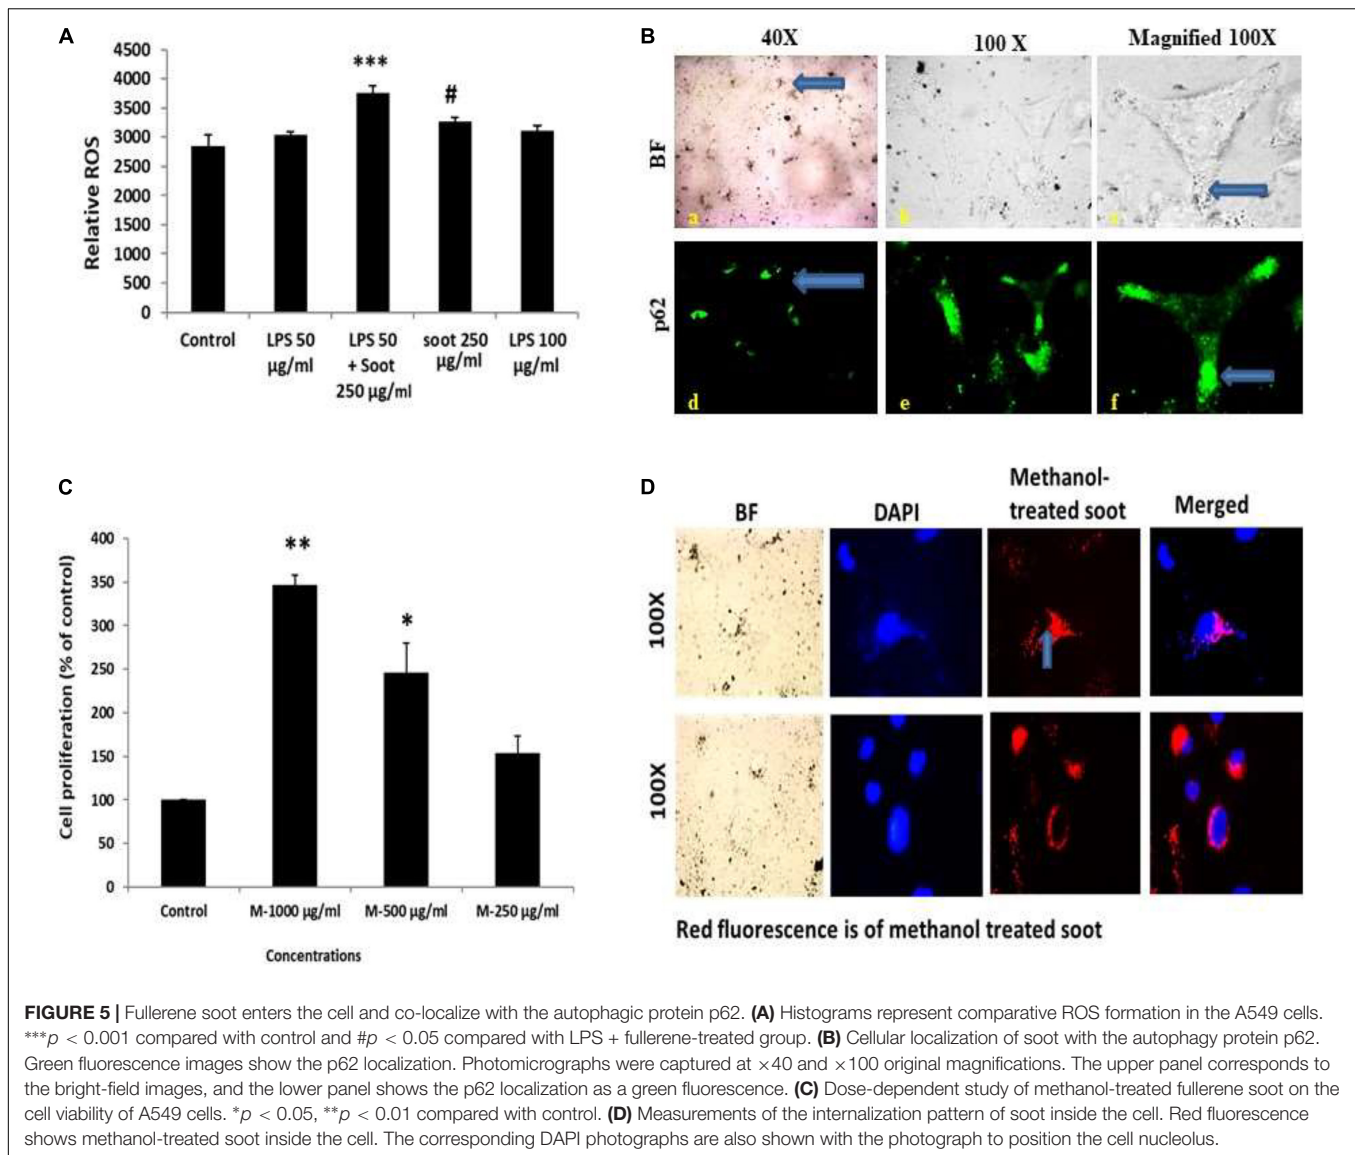 A
4500
4000
3500
3000
2500
2000
1500
1000
500
0
Relative ROS
***
#
Control
LPS 50
µg/ml
LPS 50
+ Soot
250 µg/ml
soot 250
µg/ml
LPS 100
µg/ml
B
40X
100 X
Magnified 100X
BF
a
b
c
p62
d
e
f
C
400
350
300
250
200
150
100
50
0
Cell proliferation (% of control)
**
*
Control
M-1000 µg/ml
M-500 µg/ml
M-250 µg/ml
Concentrations
D
BF
DAPI
Methanol-
treated soot
Merged
100X
100X
Red fluorescence is of methanol treated soot
FIGURE 5 | Fullerene soot enters the cell and co-localize with the autophagic protein p62. (A) Histograms represent comparative ROS formation in the A549 cells.
***p < 0.001 compared with control and #p < 0.05 compared with LPS + fullerene-treated group. (B) Cellular localization of soot with the autophagy protein p62.
Green fluorescence images show the p62 localization. Photomicrographs were captured at ×40 and ×100 original magnifications. The upper panel corresponds to
the bright-field images, and the lower panel shows the p62 localization as a green fluorescence. (C) Dose-dependent study of methanol-treated fullerene soot on the
cell viability of A549 cells. *p < 0.05, **p < 0.01 compared with control. (D) Measurements of the internalization pattern of soot inside the cell. Red fluorescence
shows methanol-treated soot inside the cell. The corresponding DAPI photographs are also shown with the photograph to position the cell nucleolus.